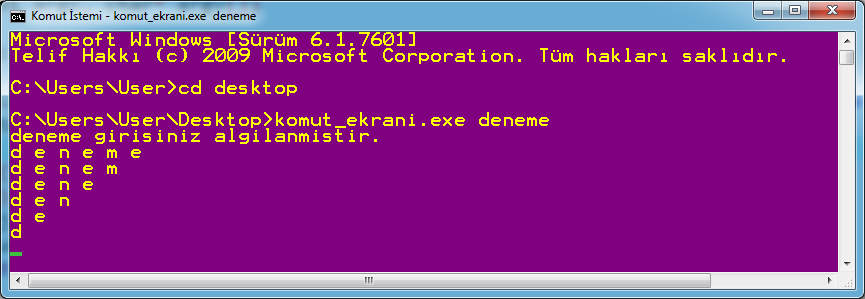 Komut İstemi - komut_ekrani.exe  deneme
Microsoft Windows [Sürüm 6.1.7601]
Telif Hakkı (c) 2009 Microsoft Corporation. Tüm hakları saklıdır.
C:\Users\User>cd desktop
C:\Users\User\Desktop>komut_ekrani.exe deneme
deneme girisiniz algilanmistir.
d e n e m e
d e n e m
d e n e
d e n
d e
d